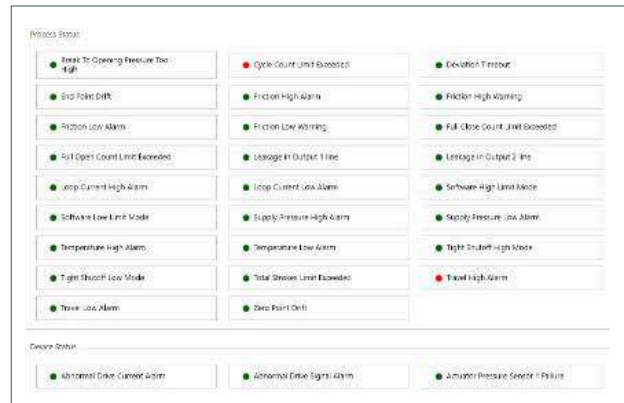 Process Status
Break To Opening Pressure Too
High
Cycle Count Limit Exceeded
Deviation Timeout
End Point Drift
Friction High Alarm
Friction High Warning
Friction Low Alarm
Friction Low Warning
Full Close Count Limit Exceeded
Full Open Count Limit Exceeded
Leakage in Output 1 line
Leakage in Output 2 line
Loop Current High Alarm
Loop Current Low Alarm
Software High Limit Mode
Software Low Limit Mode
Supply Pressure High Alarm
Supply Pressure Low Alarm
Temperature High Alarm
Temperature Low Alarm
Tight Shutoff High Mode
Tight Shutoff Low Mode
Total Strokes Limit Exceeded
Travel High Alarm
Travel Low Alarm
Zero Point Drift
Device Status
Abnormal Drive Current Alarm
Abnormal Drive Signal Alarm
Actuator Pressure Sensor 1 Failure